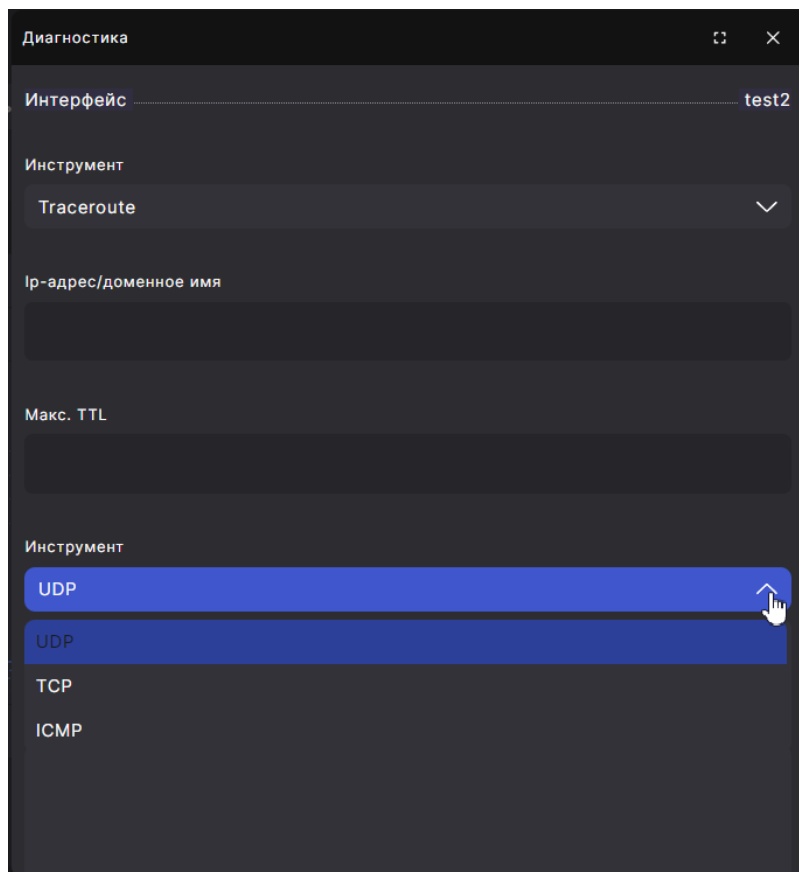 Диагностика
Интерфейс test2
Инструмент
Traceroute
Ip-адрес/доменное имя
Макс. TTL
Инструмент
UDP
UDP
TCP
ICMP